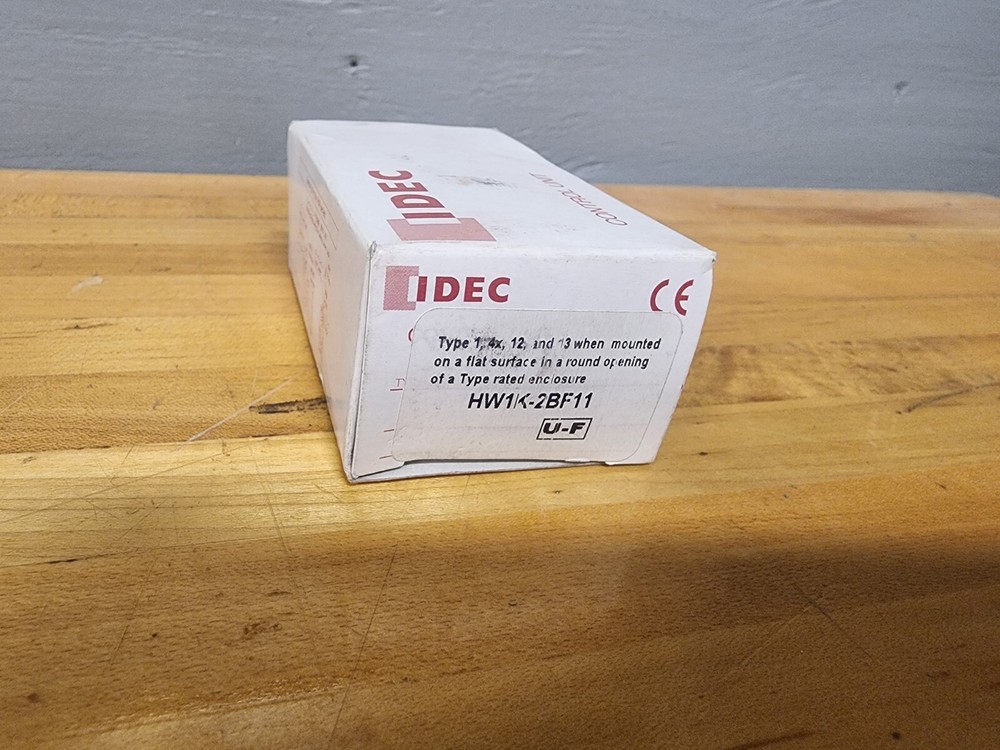 IDEC
CONTROL UNIT
IDEC
CE
Type 1, 4x, 12, and 13 when mounted
on a flat surface in a round opening
of a Type rated enclosure
HW1K-2BF11
U-F